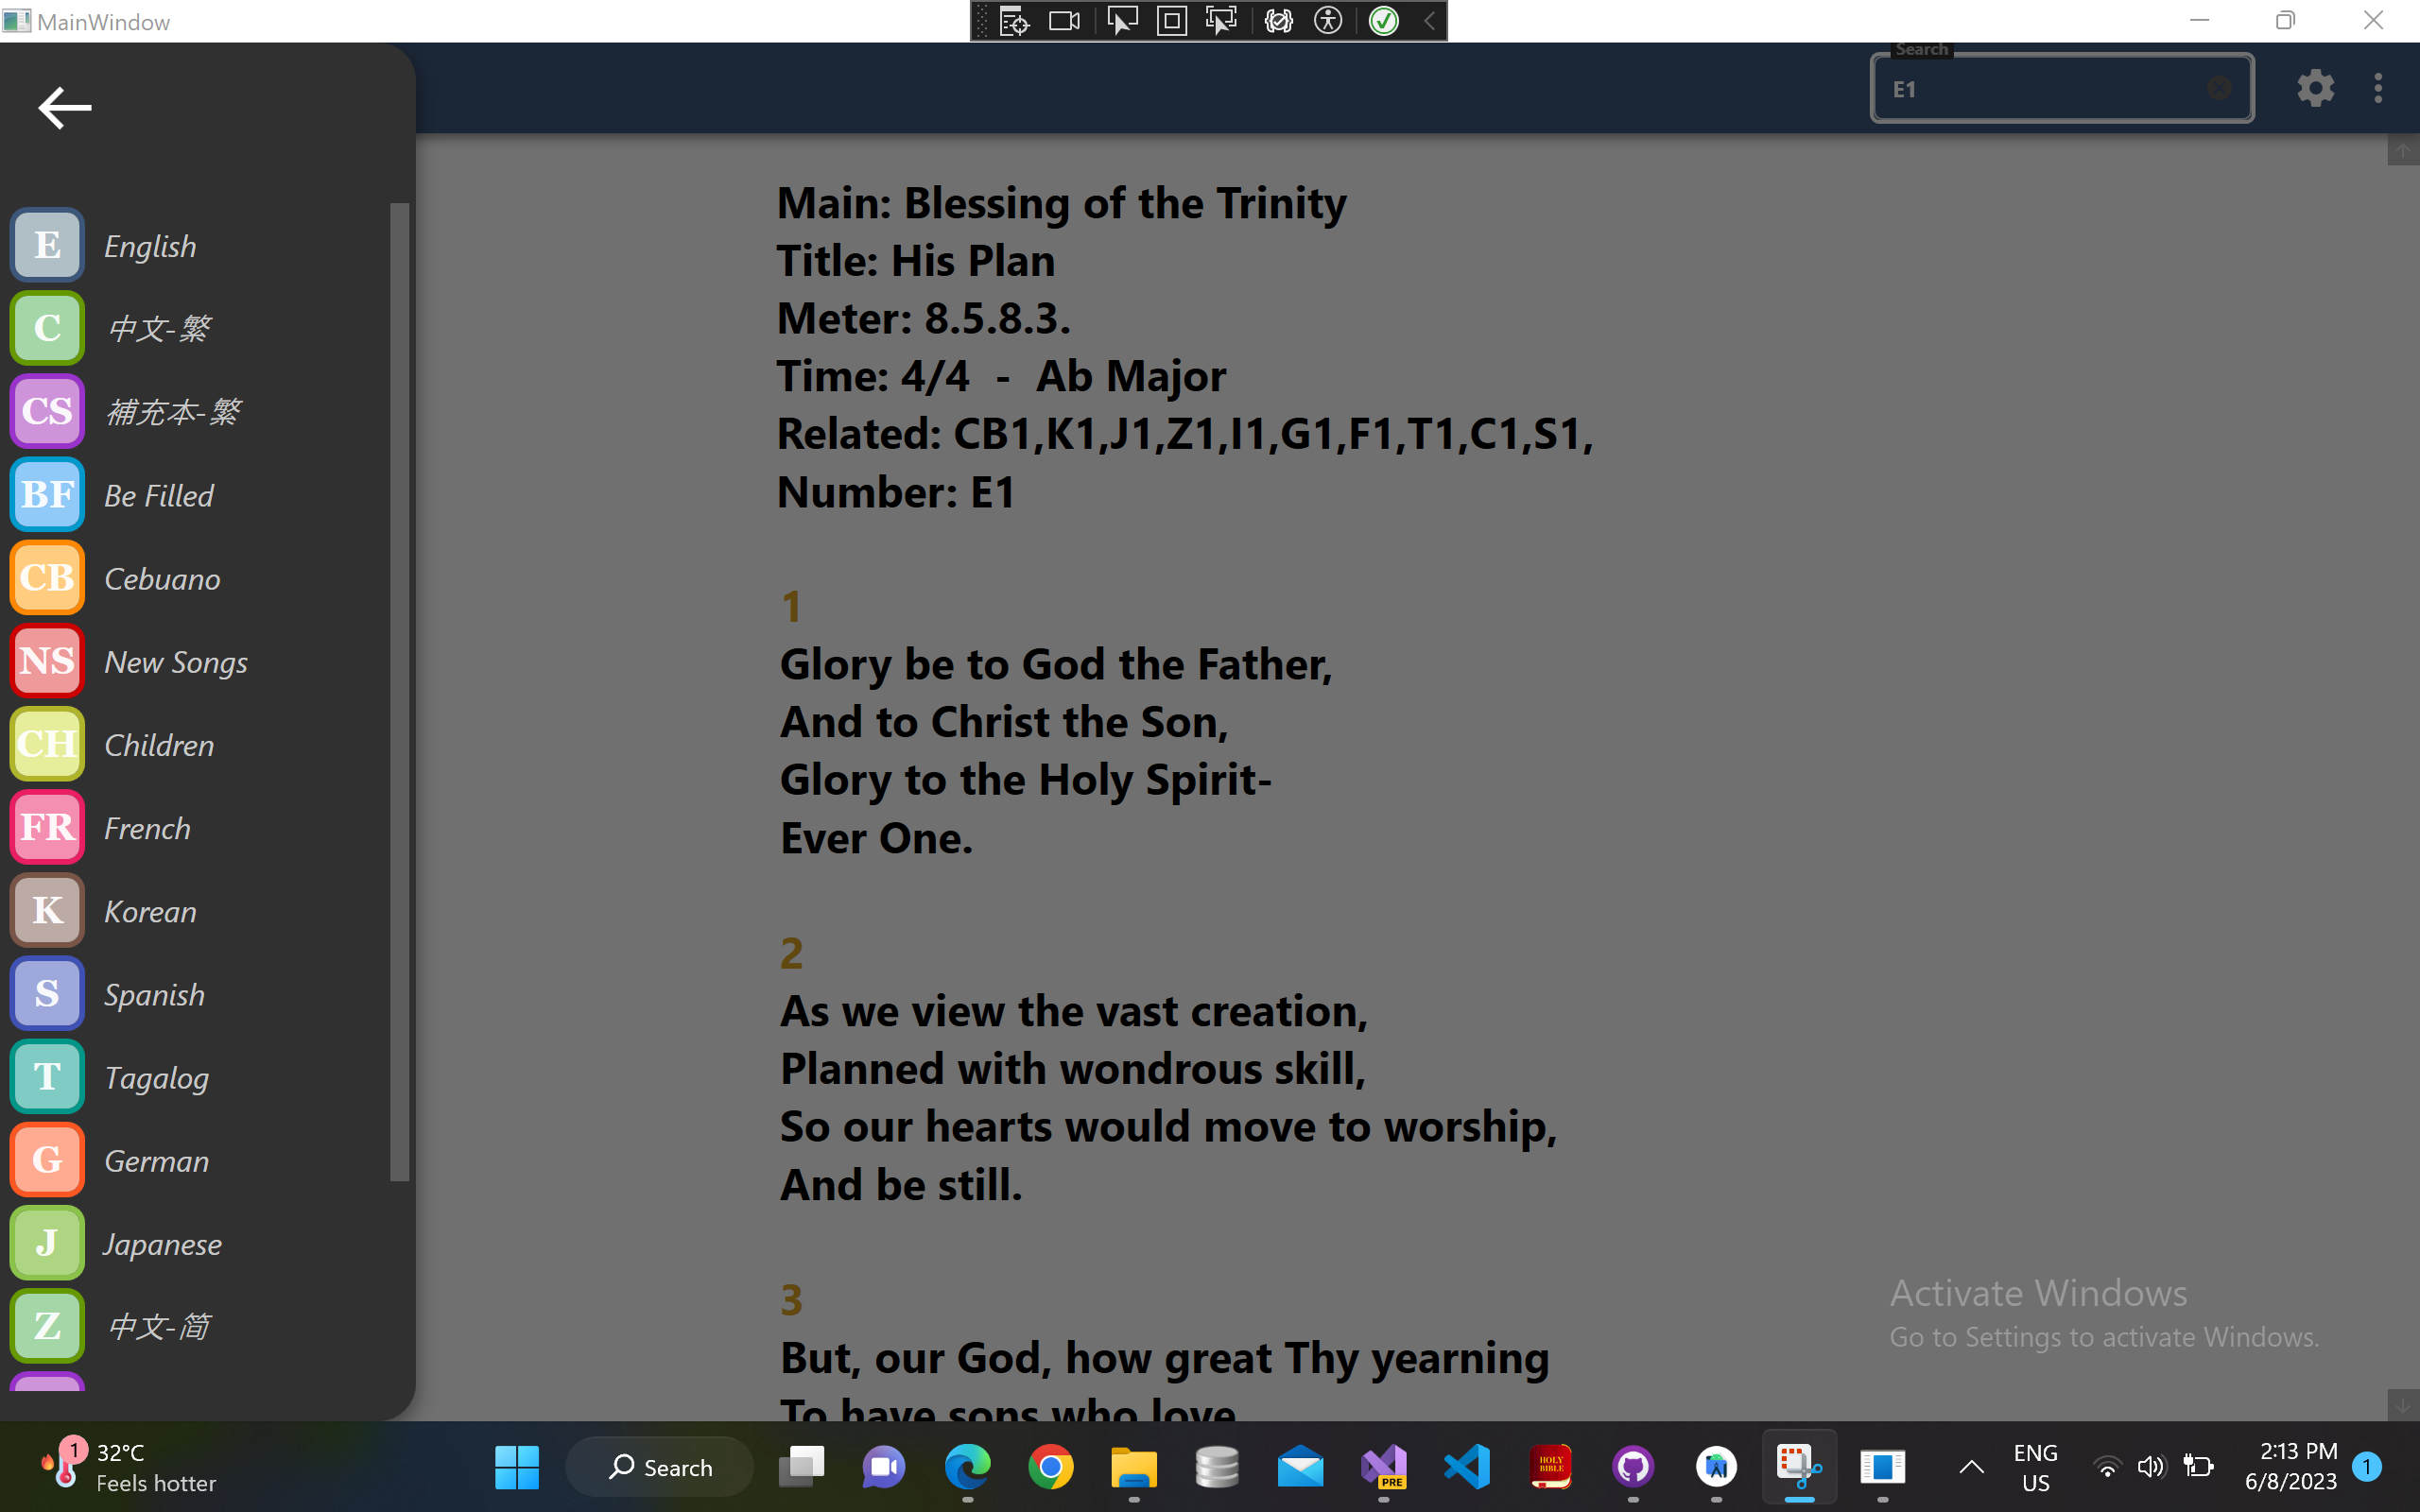 MainWindow
Search
E1
E English
C 中文-繁
CS 補充本-繁
BF Be Filled
CB Cebuano
NS New Songs
CH Children
FR French
K Korean
S Spanish
T Tagalog
G German
J Japanese
Z 中文-简
Main: Blessing of the Trinity
Title: His Plan
Meter: 8.5.8.3.
Time: 4/4 - Ab Major
Related: CB1,K1,J1,Z1,I1,G1,F1,T1,C1,S1,
Number: E1
1
Glory be to God the Father,
And to Christ the Son,
Glory to the Holy Spirit-
Ever One.
2
As we view the vast creation,
Planned with wondrous skill,
So our hearts would move to worship,
And be still.
3
But, our God, how great Thy yearning
To have sons who love
Activate Windows
Go to Settings to activate Windows.
1
32°C
Feels hotter
Search
PRE
HOLY
BIBLE
ENG
US
2:13 PM
6/8/2023
1